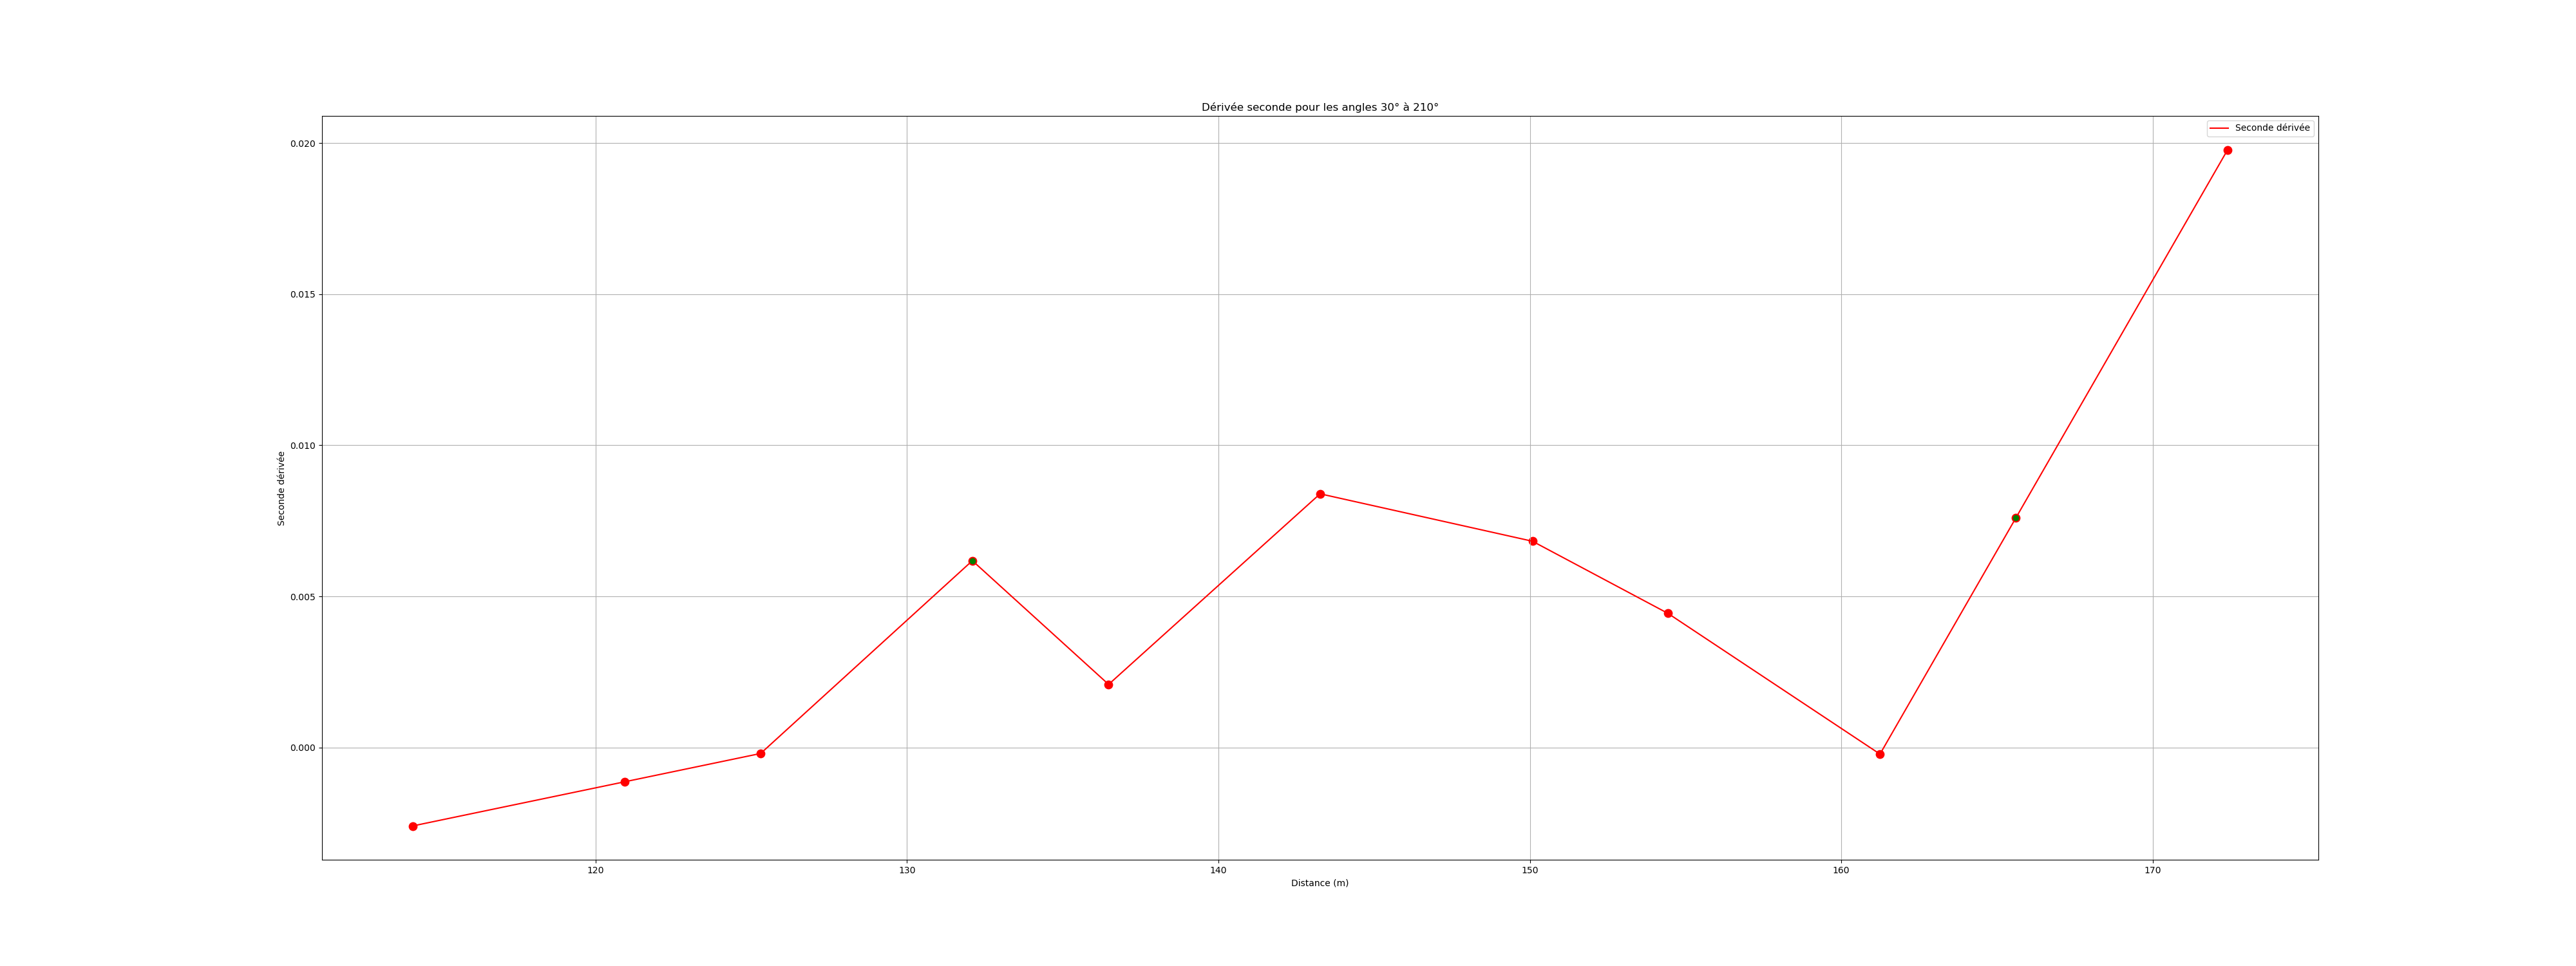 Dérivée seconde pour les angles 30° à 210°
Seconde dérivée
0.020
0.015
0.010
0.005
0.000
Seconde dérivée
120
130
140
150
160
170
Distance (m)